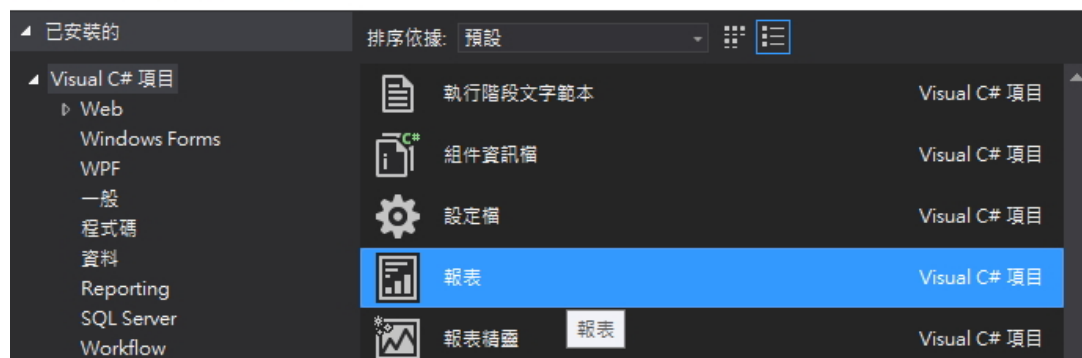 已安裝的
排序依據: 預設
Visual C# 項目
Web
Windows Forms
WPF
一般
程式碼
資料
Reporting
SQL Server
Workflow
執行階段文字範本 Visual C# 項目
C#
組件資訊檔 Visual C# 項目
設定檔 Visual C# 項目
報表 Visual C# 項目
報表精靈 Visual C# 項目
報表